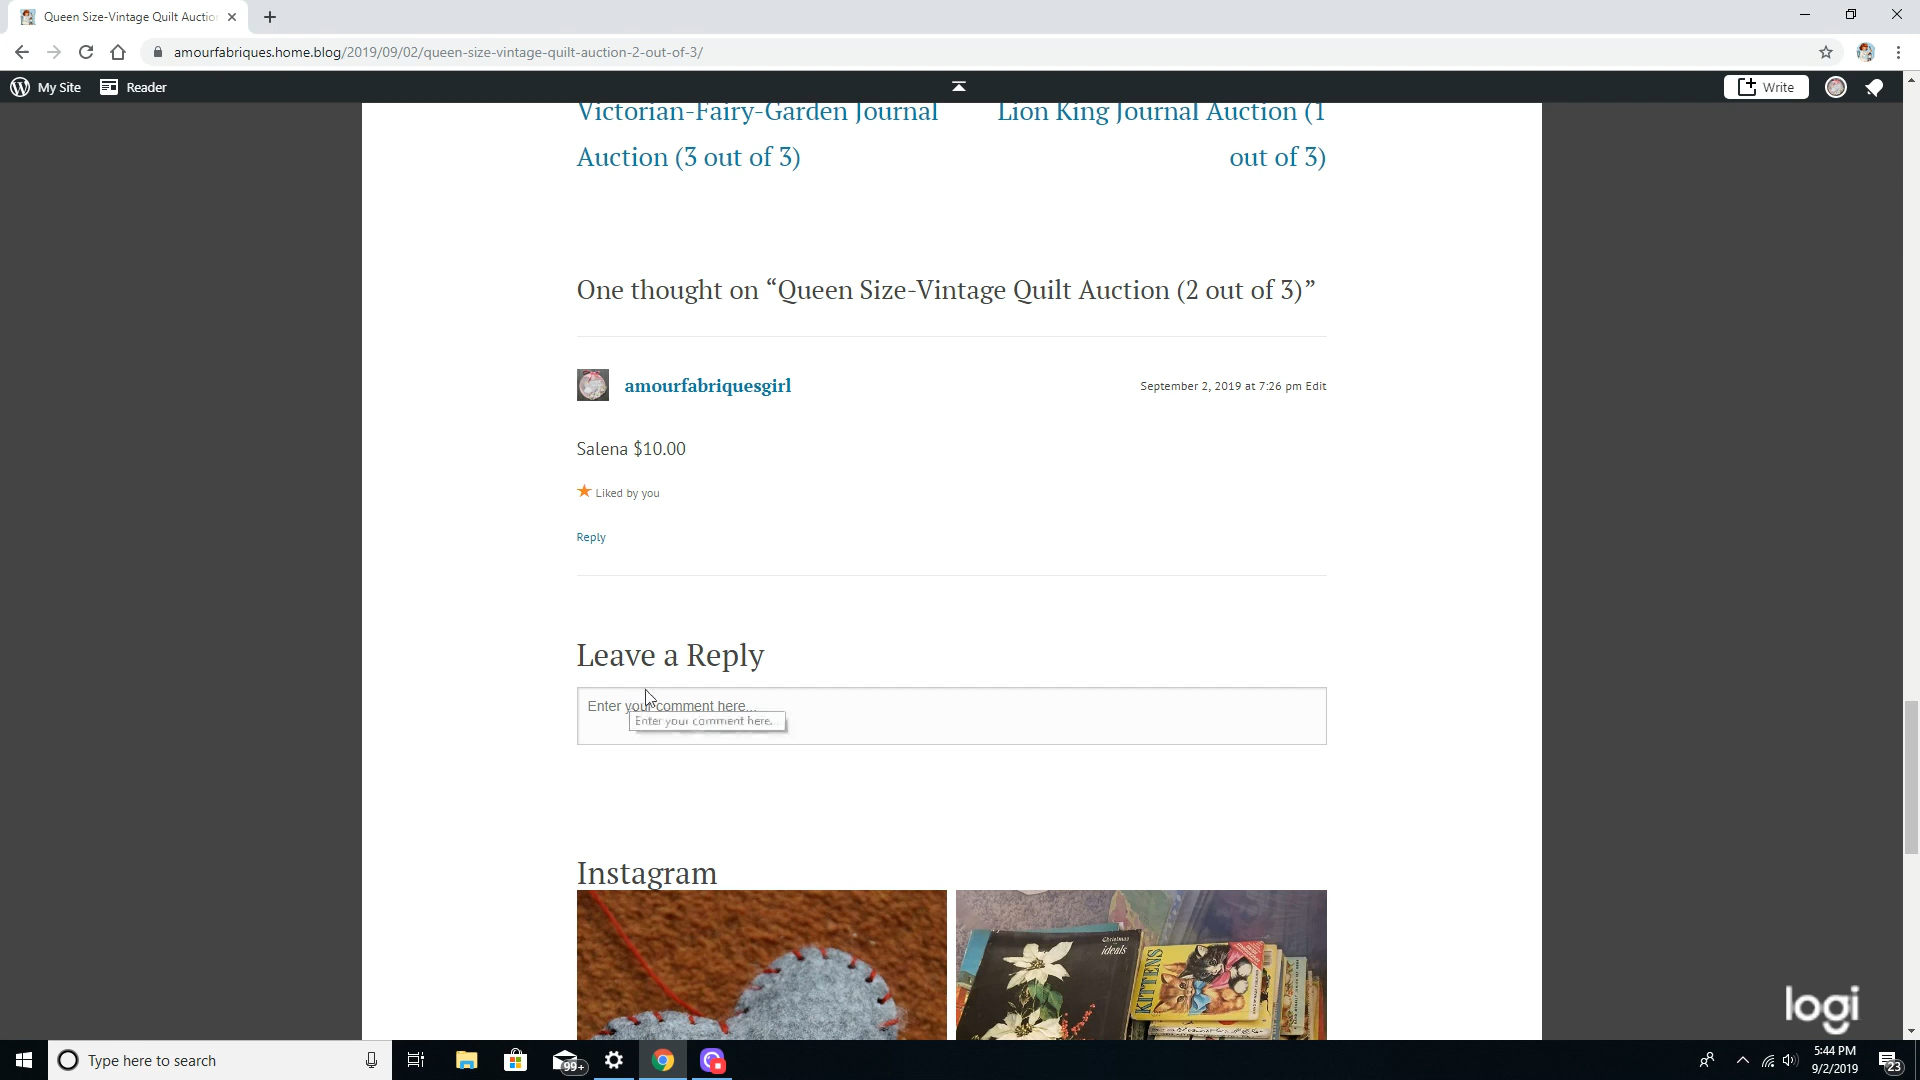 Queen Size-Vintage Quilt Auctio
amourfabriques.home.blog/2019/09/02/queen-size-vintage-quilt-auction-2-out-of-3/
My Site
Reader
Write
Victorian-Fairy-Garden Journal
Auction (3 out of 3)
Lion King Journal Auction (1
out of 3)
One thought on “Queen Size-Vintage Quilt Auction (2 out of 3)”
amourfabriquesgirl
September 2, 2019 at 7:26 pm Edit
Salena $10.00
Liked by you
Reply
Leave a Reply
Enter your comment here...
Enter your comment here...
Instagram
Christmas
ideals
KITTENS
logi
Type here to search
99+
5:44 PM
9/2/2019
23